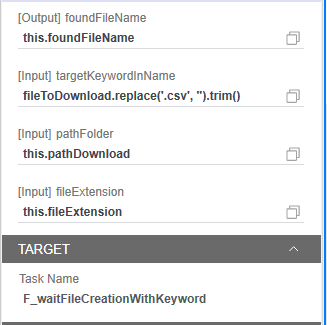 [Output] foundFileName
this.foundFileName
[Input] targetKeywordInName
fileToDownload.replace('.csv', '').trim()
[Input] pathFolder
this.pathDownload
[Input] fileExtension
this.fileExtension
TARGET
Task Name
F_waitFileCreationWithKeyword